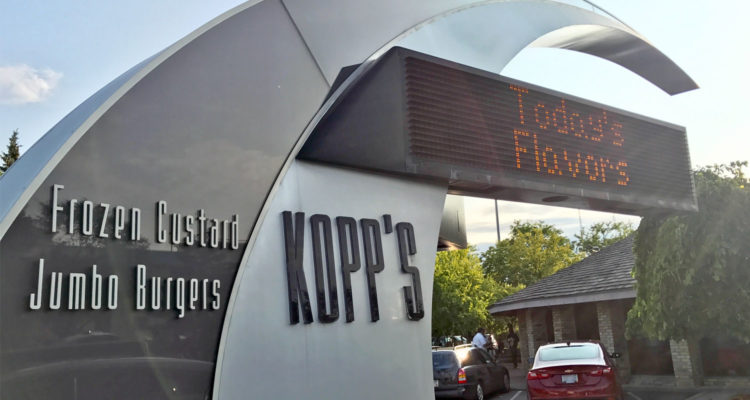 Frozen Custard
Jumbo Burgers
KOPP'S
Today's
Flavors